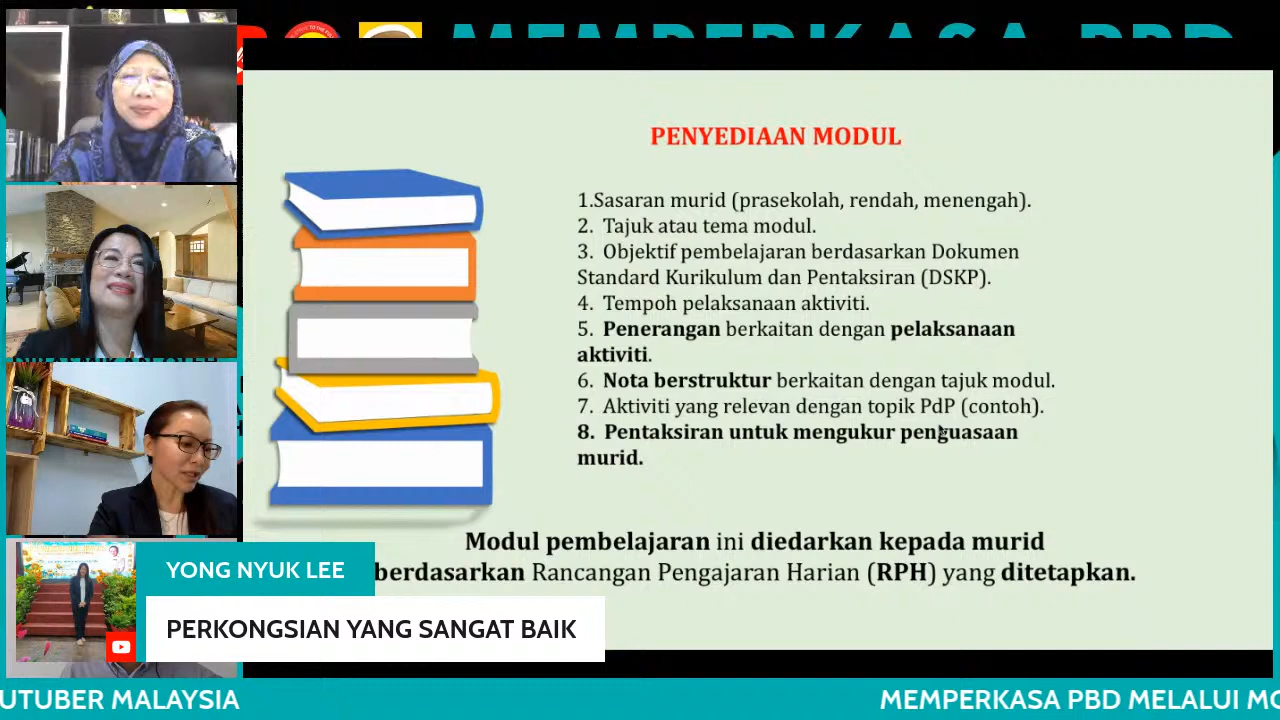 MEMPERKASA PBD
PENYEDIAAN MODUL
1.Sasaran murid (prasekolah, rendah, menengah).
2. Tajuk atau tema modul.
3. Objektif pembelajaran berdasarkan Dokumen
Standard Kurikulum dan Pentaksiran (DSKP).
4. Tempoh pelaksanaan aktiviti.
5. Penerangan berkaitan dengan pelaksanaan
aktiviti.
6. Nota berstruktur berkaitan dengan tajuk modul.
7. Aktiviti yang relevan dengan topik PdP (contoh).
8. Pentaksiran untuk mengukur penguasaan
murid.
Modul pembelajaran ini diedarkan kepada murid
berdasarkan Rancangan Pengajaran Harian (RPH) yang ditetapkan.
YONG NYUK LEE
PERKONGSIAN YANG SANGAT BAIK
UTUBER MALAYSIA
MEMPERKASA PBD MELALUI MO